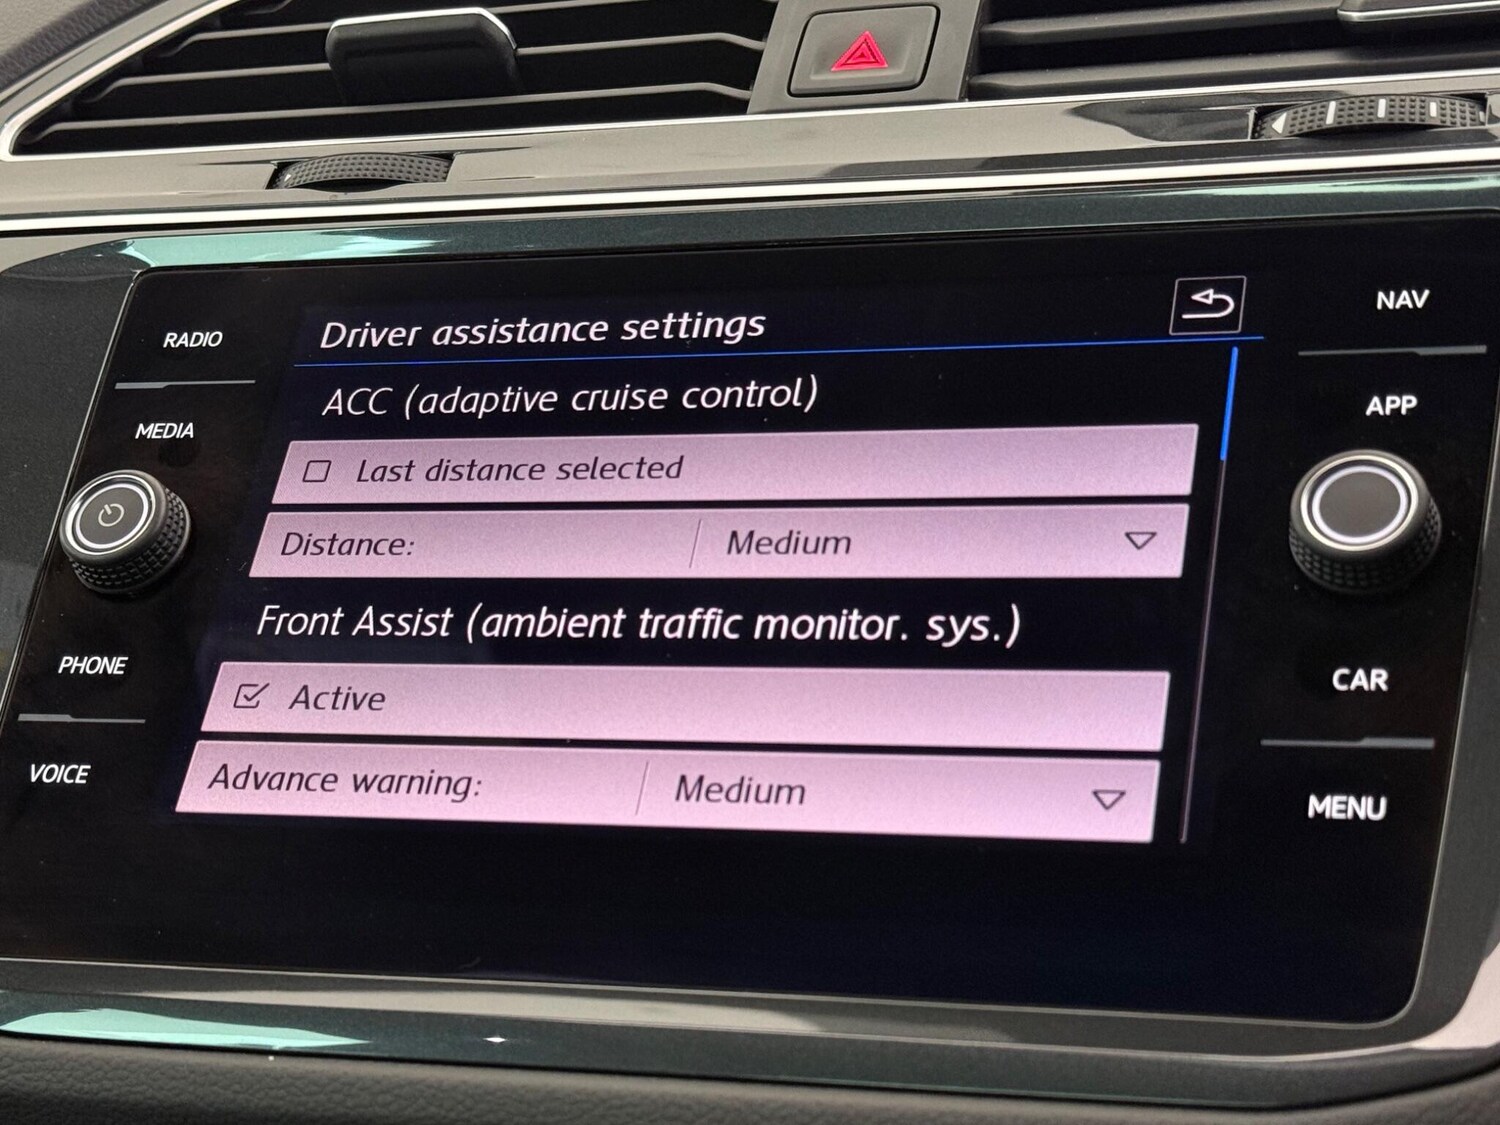 RADIO
MEDIA
PHONE
VOICE
Driver assistance settings
ACC (adaptive cruise control)
Last distance selected
Distance: Medium
Front Assist (ambient traffic monitor. sys.)
Active
Advance warning: Medium
NAV
APP
CAR
MENU